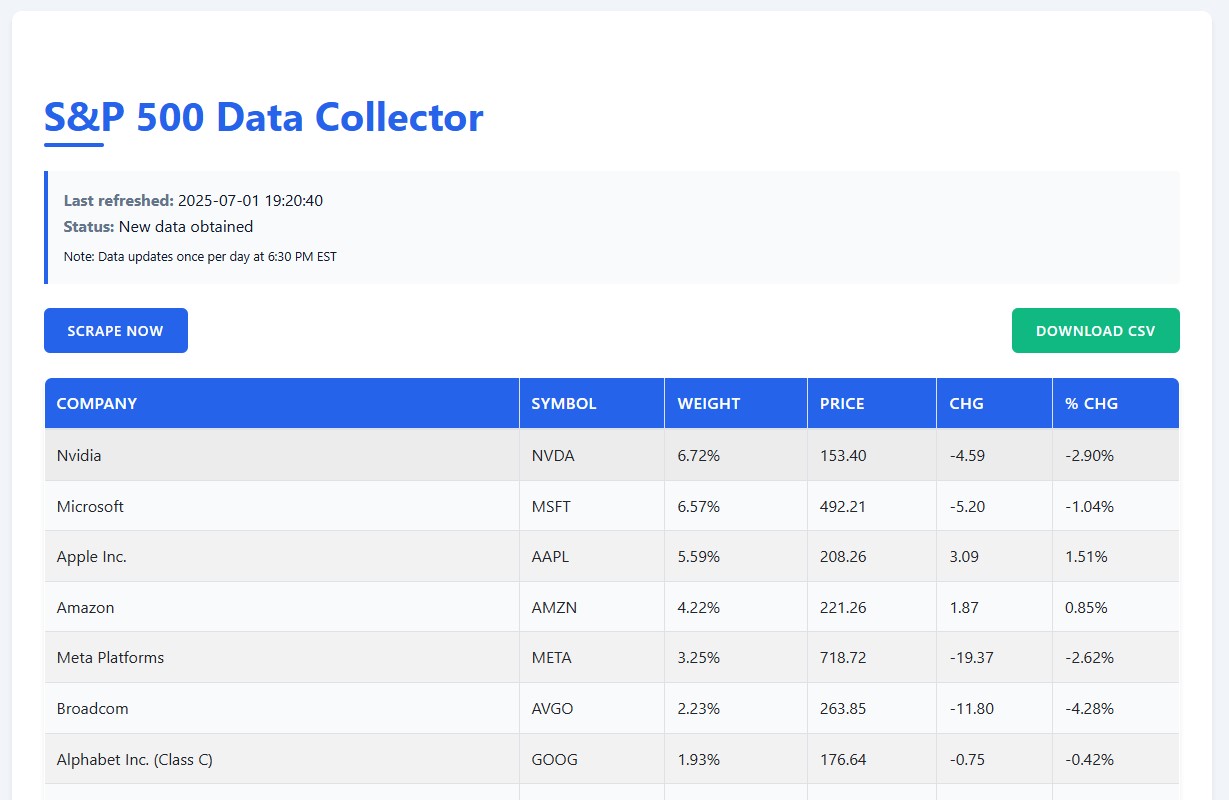 S&P 500 Data Collector
Last refreshed: 2025-07-01 19:20:40
Status: New data obtained
Note: Data updates once per day at 6:30 PM EST
SCRAPE NOW DOWNLOAD CSV
COMPANY SYMBOL WEIGHT PRICE CHG % CHG
Nvidia NVDA 6.72% 153.40 -4.59 -2.90%
Microsoft MSFT 6.57% 492.21 -5.20 -1.04%
Apple Inc. AAPL 5.59% 208.26 3.09 1.51%
Amazon AMZN 4.22% 221.26 1.87 0.85%
Meta Platforms META 3.25% 718.72 -19.37 -2.62%
Broadcom AVGO 2.23% 263.85 -11.80 -4.28%
Alphabet Inc. (Class C) GOOG 1.93% 176.64 -0.75 -0.42%